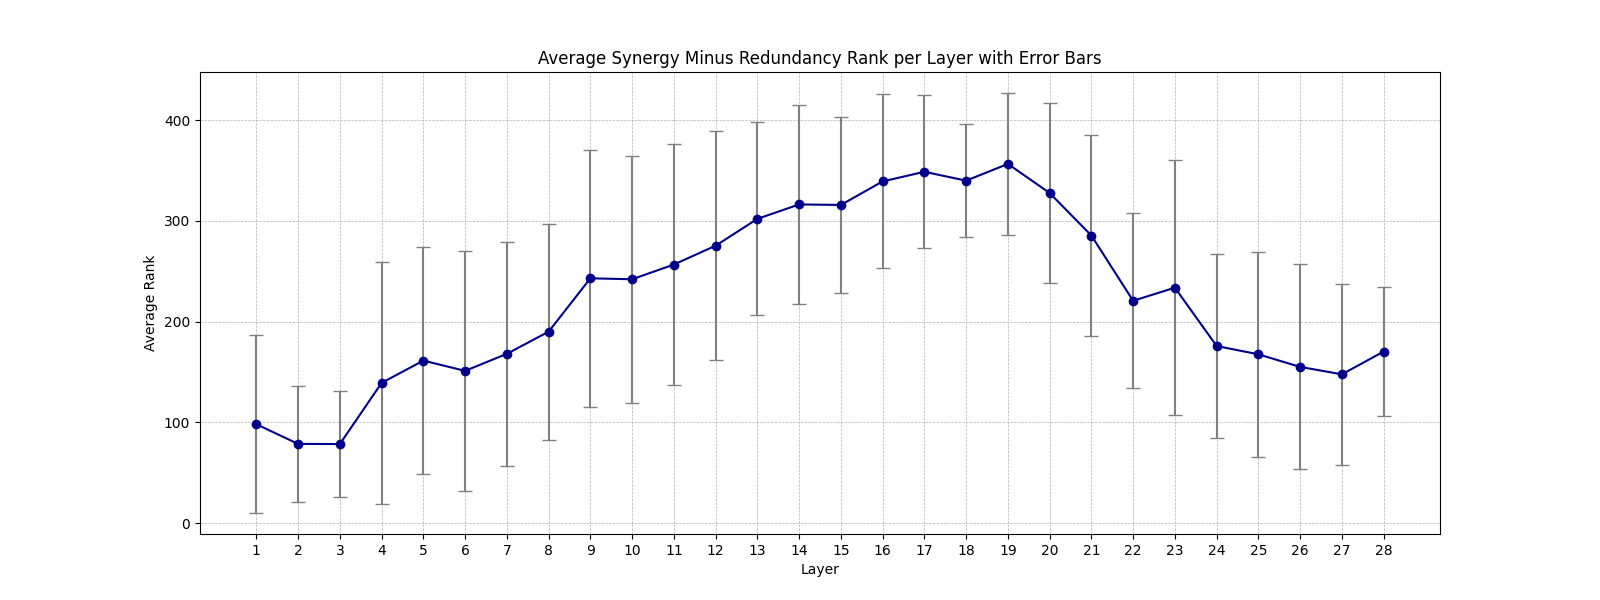 Average Synergy Minus Redundancy Rank per Layer with Error Bars
Average Rank
400
300
200
100
0
1 2 3 4 5 6 7 8 9 10 11 12 13 14 15 16 17 18 19 20 21 22 23 24 25 26 27 28
Layer